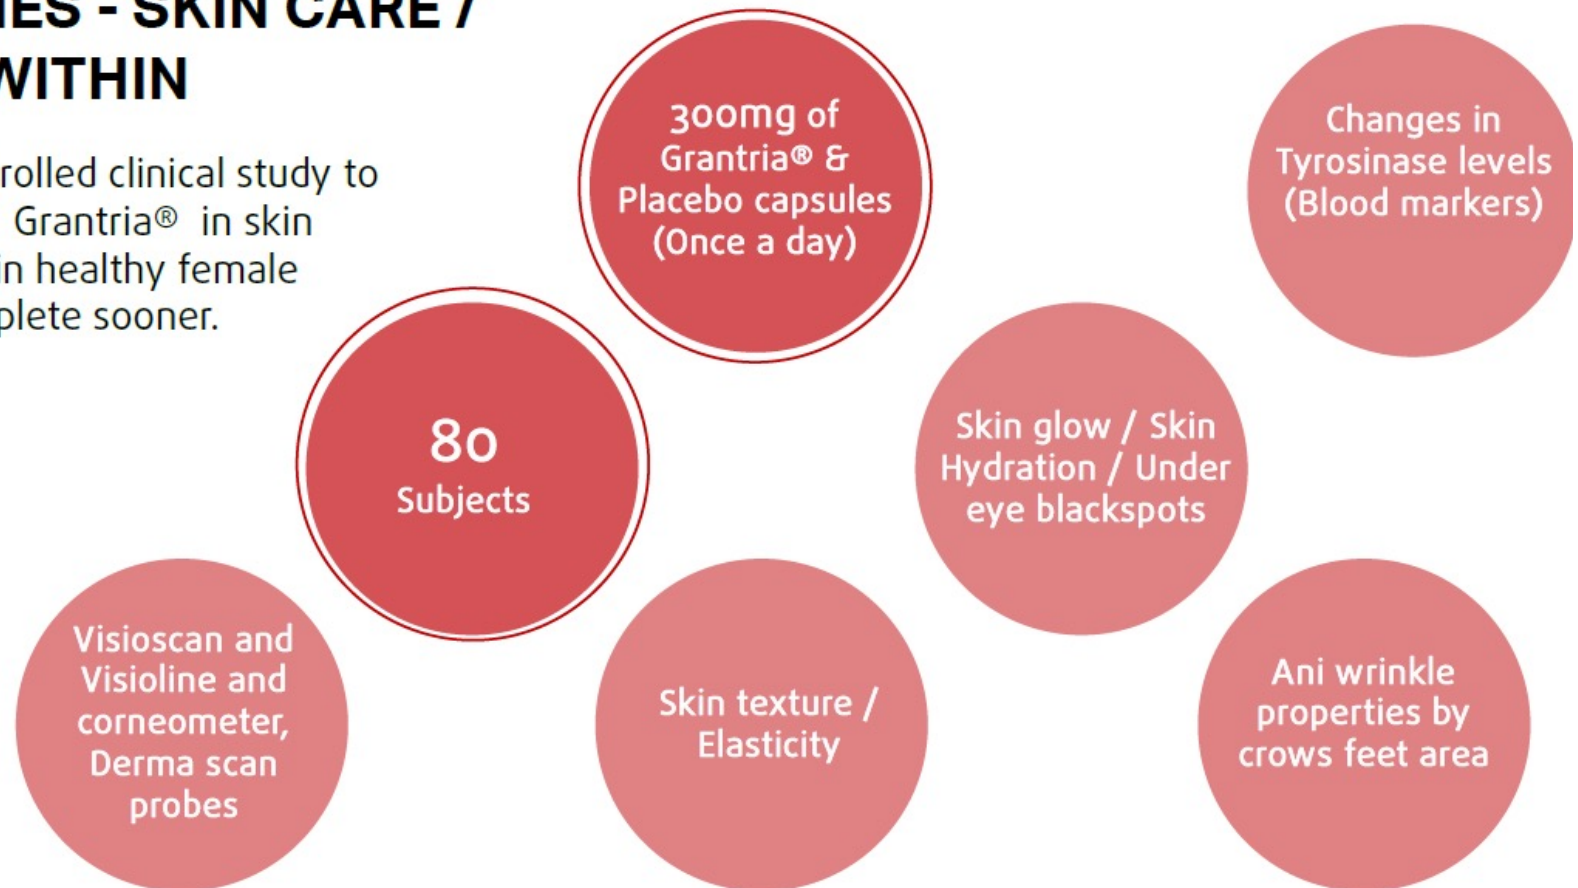 IES - SKIN CARE /
WITHIN
rolled clinical study to
Grantria® in skin
in healthy female
plete sooner.
300mg of
Grantria® &
Placebo capsules
(Once a day)
Changes in
Tyrosinase levels
(Blood markers)
80
Subjects
Skin glow / Skin
Hydration / Under
eye blackspots
Visioscan and
Visioline and
corneometer,
Derma scan
probes
Skin texture /
Elasticity
Ani wrinkle
properties by
crows feet area